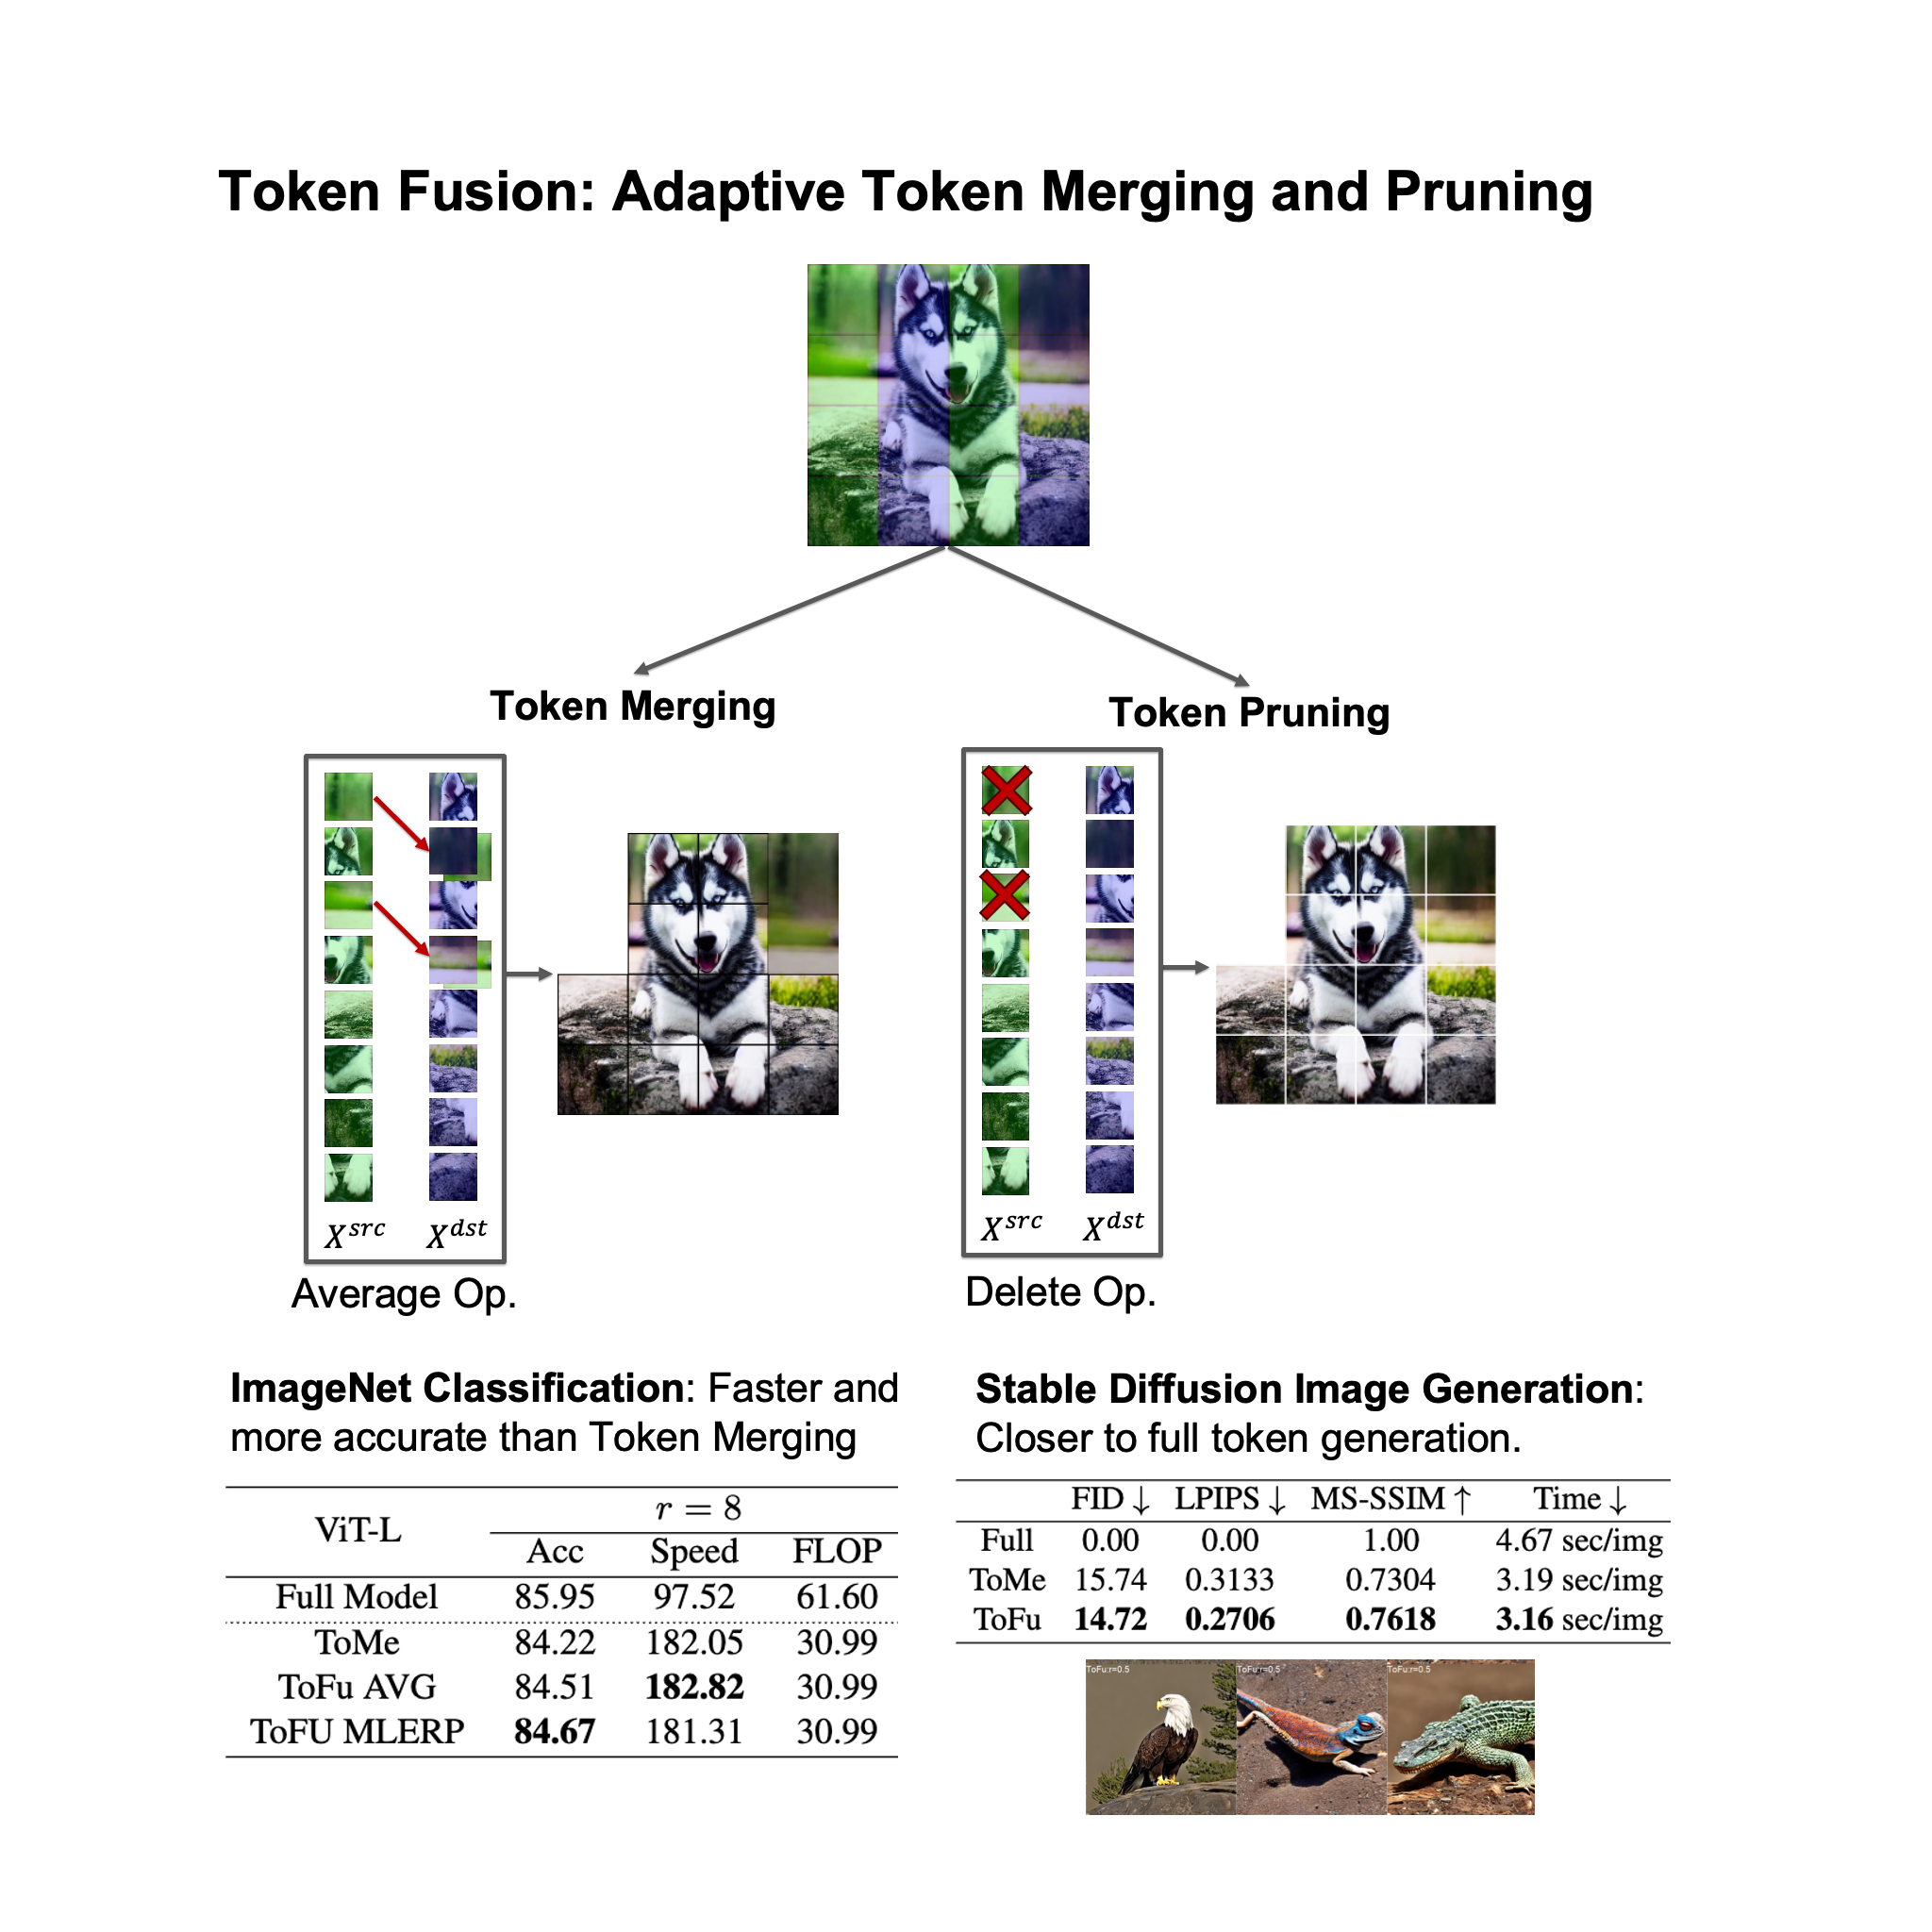 Token Fusion: Adaptive Token Merging and Pruning
Token Merging
Token Pruning
X^src X^dst
Average Op.
X^src X^dst
Delete Op.
ImageNet Classification: Faster and
more accurate than Token Merging
ViT-L r = 8
Acc Speed FLOP
Full Model 85.95 97.52 61.60
ToMe 84.22 182.05 30.99
ToFu AVG 84.51 182.82 30.99
ToFU MLERP 84.67 181.31 30.99
Stable Diffusion Image Generation:
Closer to full token generation.
FID ↓ LPIPS ↓ MS-SSIM ↑ Time ↓
Full 0.00 0.00 1.00 4.67 sec/img
ToMe 15.74 0.3133 0.7304 3.19 sec/img
ToFu 14.72 0.2706 0.7618 3.16 sec/img
ToFu:r=0.5 ToFu:r=0.5 ToFu:r=0.5